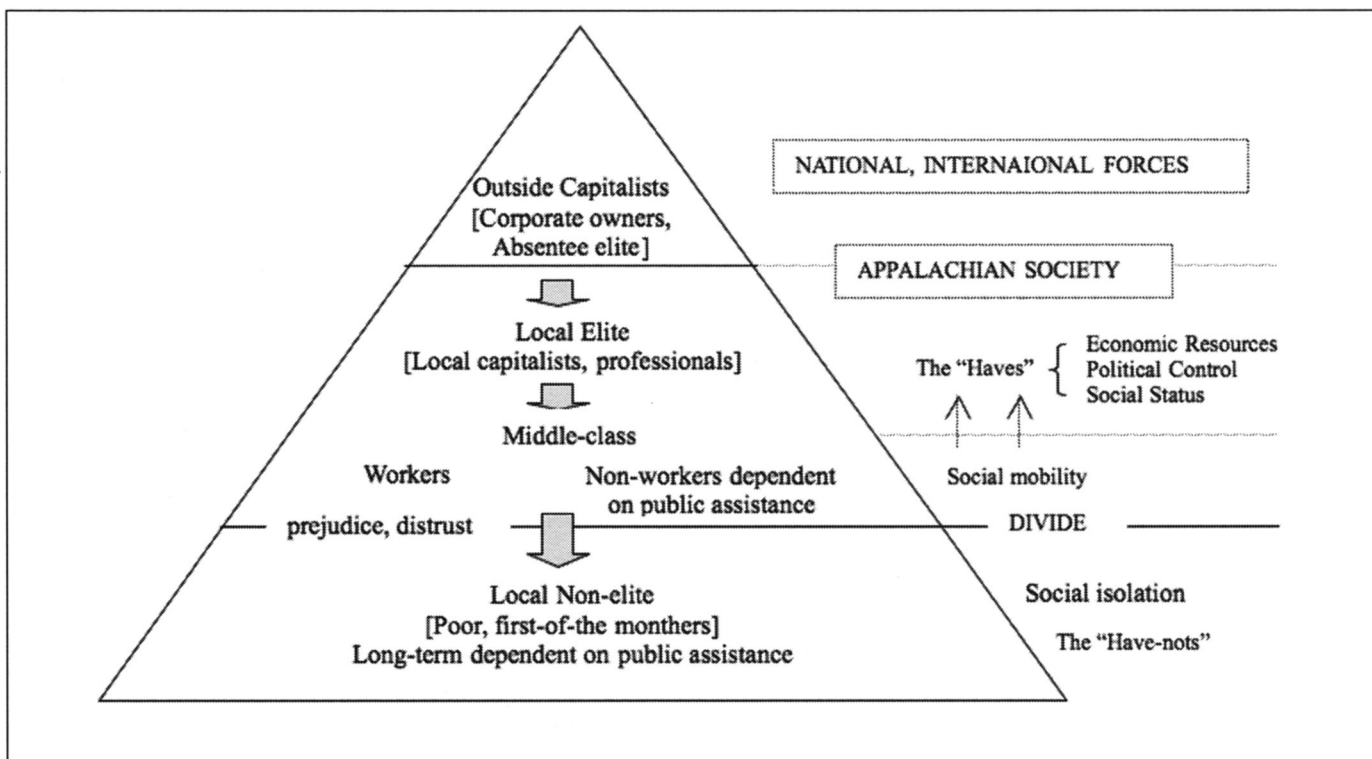 NATIONAL, INTERNAIONAL FORCES
Outside Capitalists
[Corporate owners,
Absentee elite]
APPALACHIAN SOCIETY
Local Elite
[Local capitalists, professionals]
The “Haves”
Economic Resources
Political Control
Social Status
Middle-class
Workers
Non-workers dependent
on public assistance
Social mobility
prejudice, distrust
DIVIDE
Local Non-elite
[Poor, first-of-the monthers]
Long-term dependent on public assistance
Social isolation
The “Have-nots”